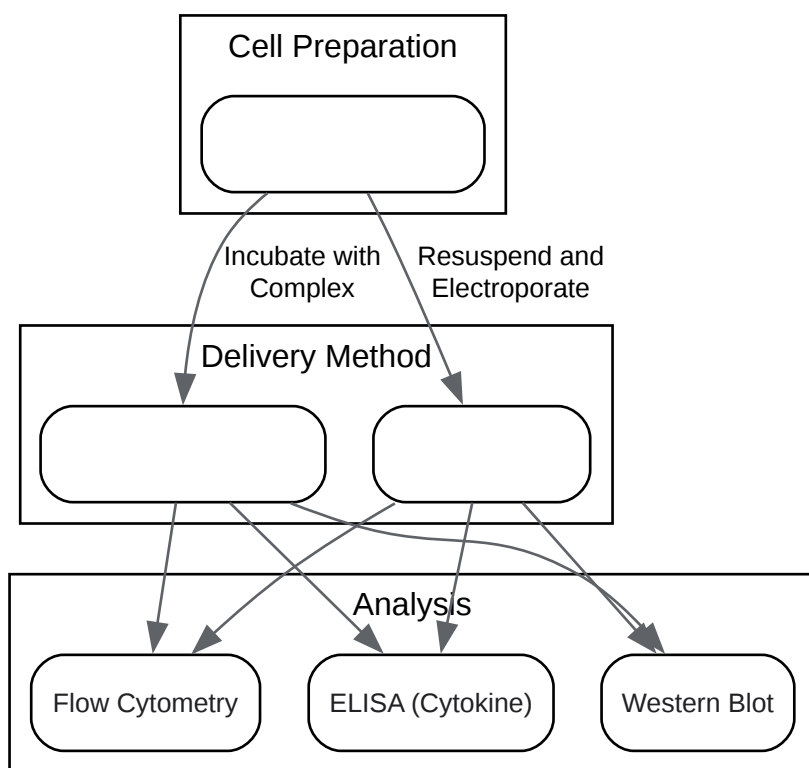 Cell Preparation
Incubate with
Complex
Resuspend and
Electroporate
Delivery Method
Analysis
Flow Cytometry
ELISA (Cytokine)
Western Blot